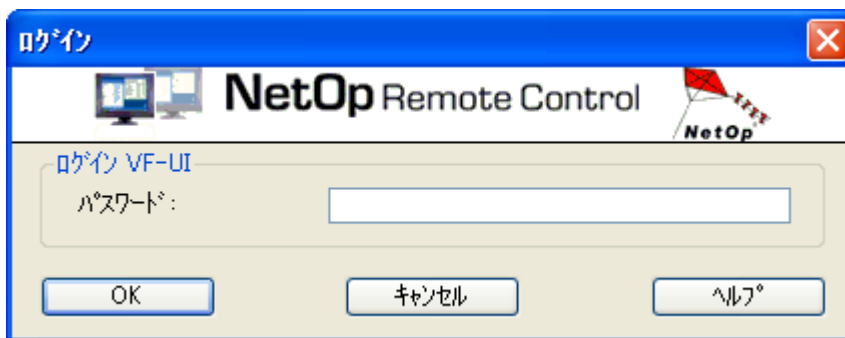 ﾛｸﾞｲﾝ
NetOp Remote Control
NetOp
ﾛｸﾞｲﾝ VF-UI
ﾊﾟｽﾜｰﾄﾞ:
OK
ｷｬﾝｾﾙ
ﾍﾙﾌﾟ